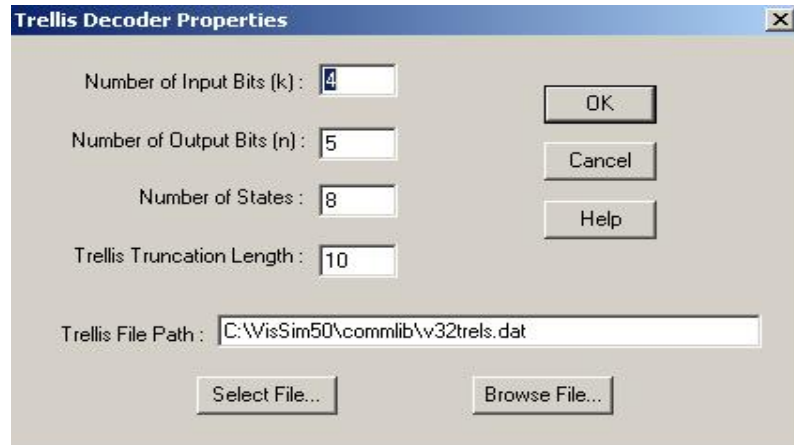 Trellis Decoder Properties
Number of Input Bits (k) : 4
OK
Number of Output Bits (n) : 5
Cancel
Number of States : 8
Help
Trellis Truncation Length : 10
Trellis File Path : C:\VisSim50\commlib\v32trels.dat
Select File... Browse File...